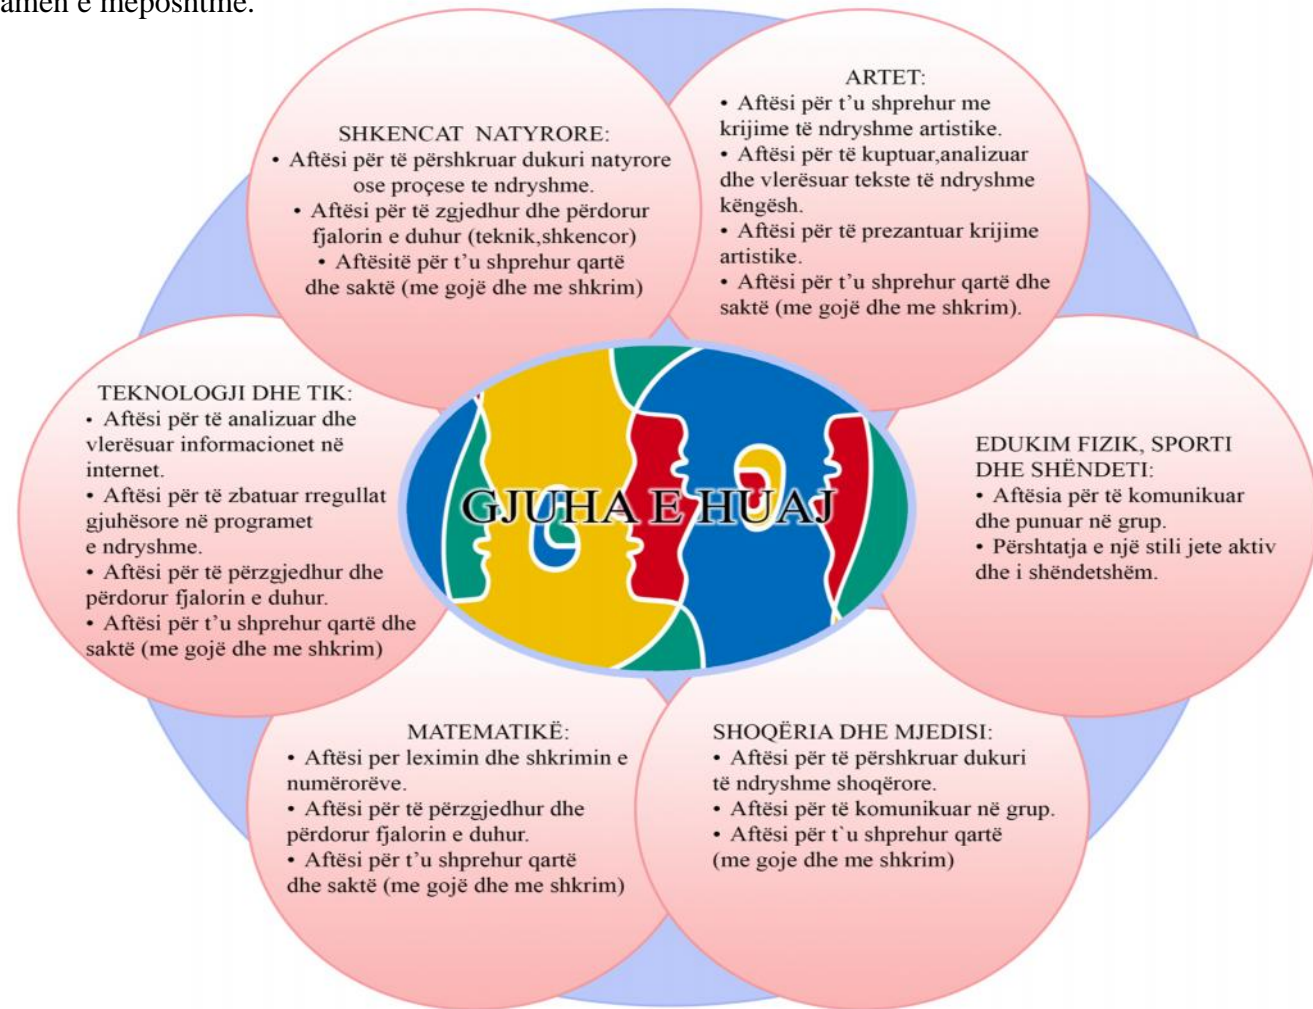 amën e mëposhtme.
SHKENCAT NATYRORE:
• Aftësi për të përshkruar dukuri natyrore
ose proçese te ndryshme.
• Aftësi për të zgjedhur dhe përdorur
fjalorin e duhur (teknik,shkencor)
• Aftësitë për t’u shprehur qartë
dhe saktë (me gojë dhe me shkrim)
ARTET:
• Aftësi për t’u shprehur me
krijime të ndryshme artistike.
• Aftësi për të kuptuar,analizuar
dhe vlerësuar tekste të ndryshme
këngësh.
• Aftësi për të prezantuar krijime
artistike.
• Aftësi për t’u shprehur qartë dhe
saktë (me gojë dhe me shkrim).
TEKNOLOGJI DHE TIK:
• Aftësi për të analizuar dhe
vlerësuar informacionet në
internet.
• Aftësi për të zbatuar rregullat
gjuhësore në programet
e ndryshme.
• Aftësi për të përzgjedhur dhe
përdorur fjalorin e duhur.
• Aftësi për t’u shprehur qartë dhe
saktë (me gojë dhe me shkrim)
GJUHA E HUAJ
EDUKIM FIZIK, SPORTI
DHE SHËNDETI:
• Aftësia për të komunikuar
dhe punuar në grup.
• Përshtatja e një stili jete aktiv
dhe i shëndetshëm.
MATEMATIKË:
• Aftësi per leximin dhe shkrimin e
numërorëve.
• Aftësi për të përzgjedhur dhe
përdorur fjalorin e duhur.
• Aftësi për t’u shprehur qartë
dhe saktë (me gojë dhe me shkrim)
SHOQËRIA DHE MJEDISI:
• Aftësi për të përshkruar dukuri
të ndryshme shoqërore.
• Aftësi për të komunikuar në grup.
• Aftësi për t`u shprehur qartë
(me goje dhe me shkrim)